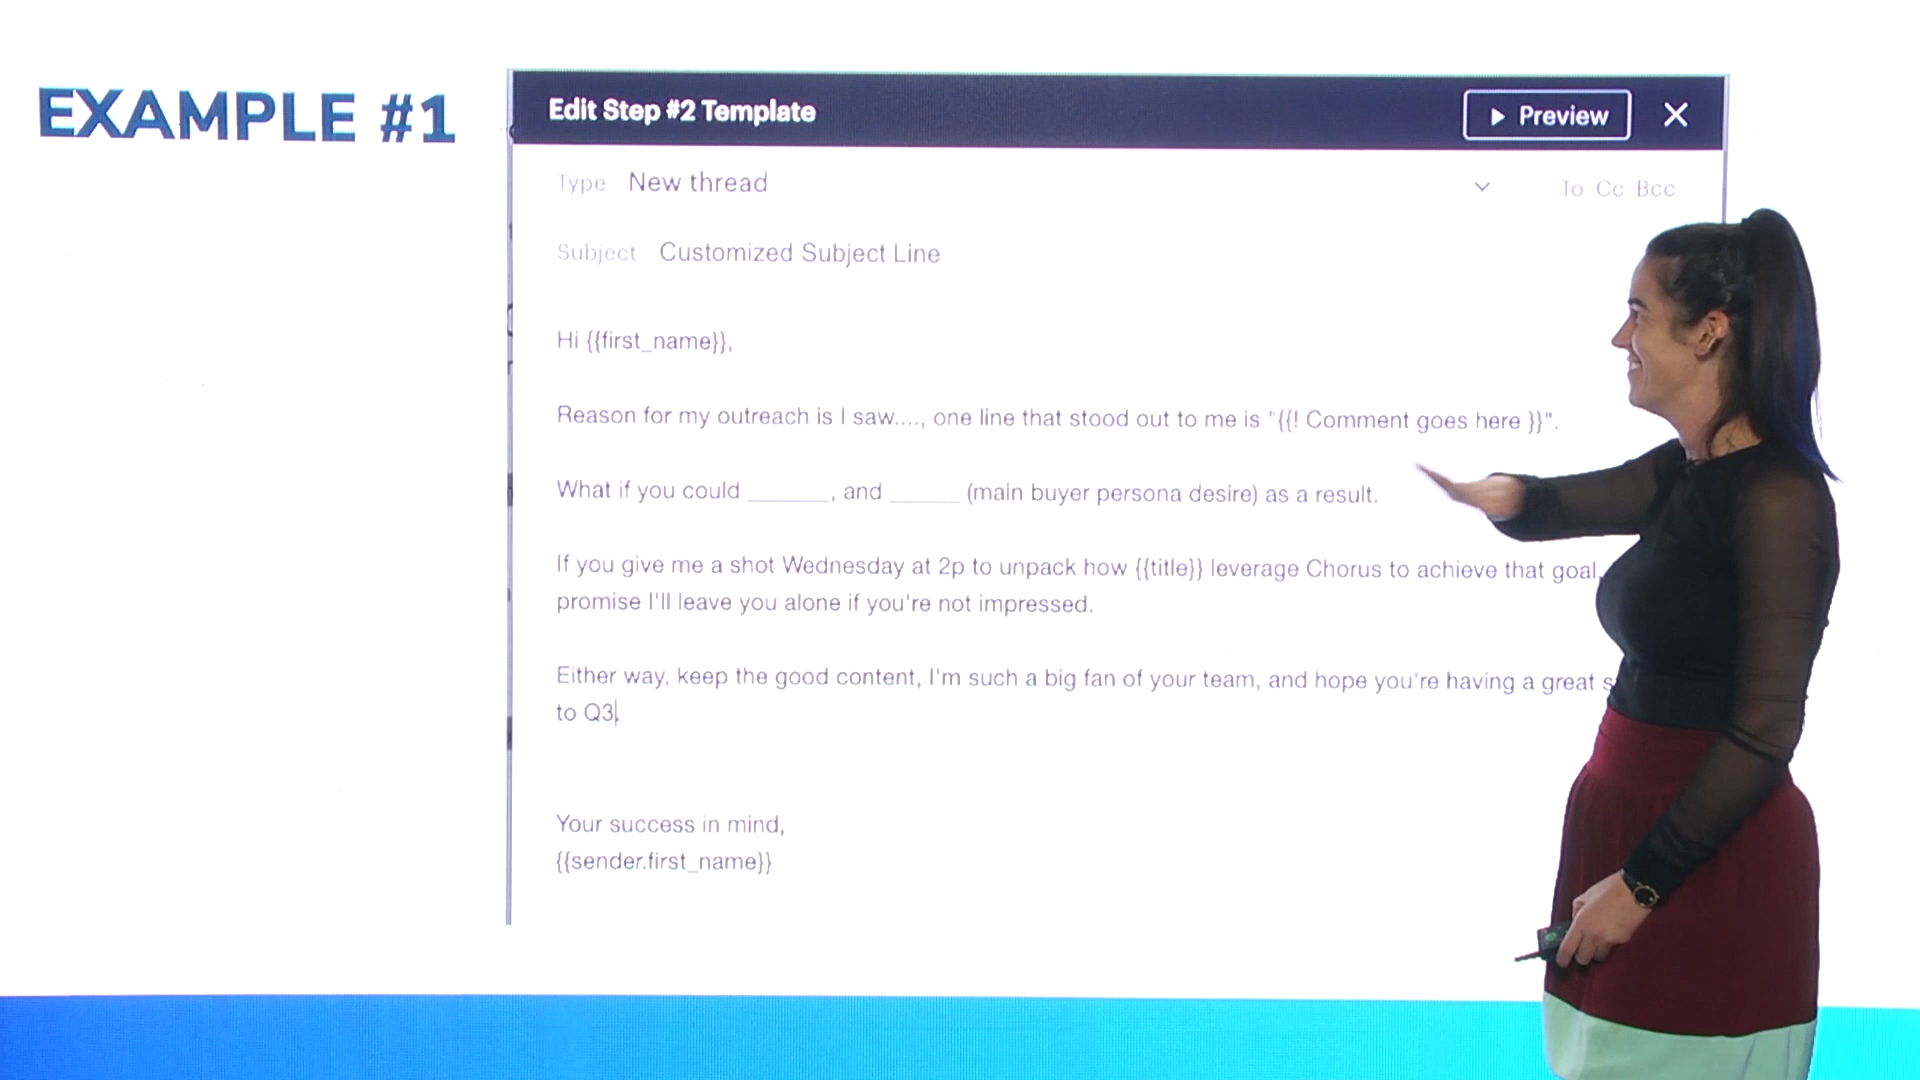 EXAMPLE #1
Edit Step #2 Template
Preview
Type New thread
To Cc Bcc
Subject Customized Subject Line
Hi {{first_name}},
Reason for my outreach is I saw...., one line that stood out to me is "{{! Comment goes here }}".
What if you could ______, and _____ (main buyer persona desire) as a result.
If you give me a shot Wednesday at 2p to unpack how {{title}} leverage Chorus to achieve that goal,
promise I'll leave you alone if you're not impressed.
Either way, keep the good content, I'm such a big fan of your team, and hope you're having a great
to Q3
Your success in mind,
{{sender.first_name}}